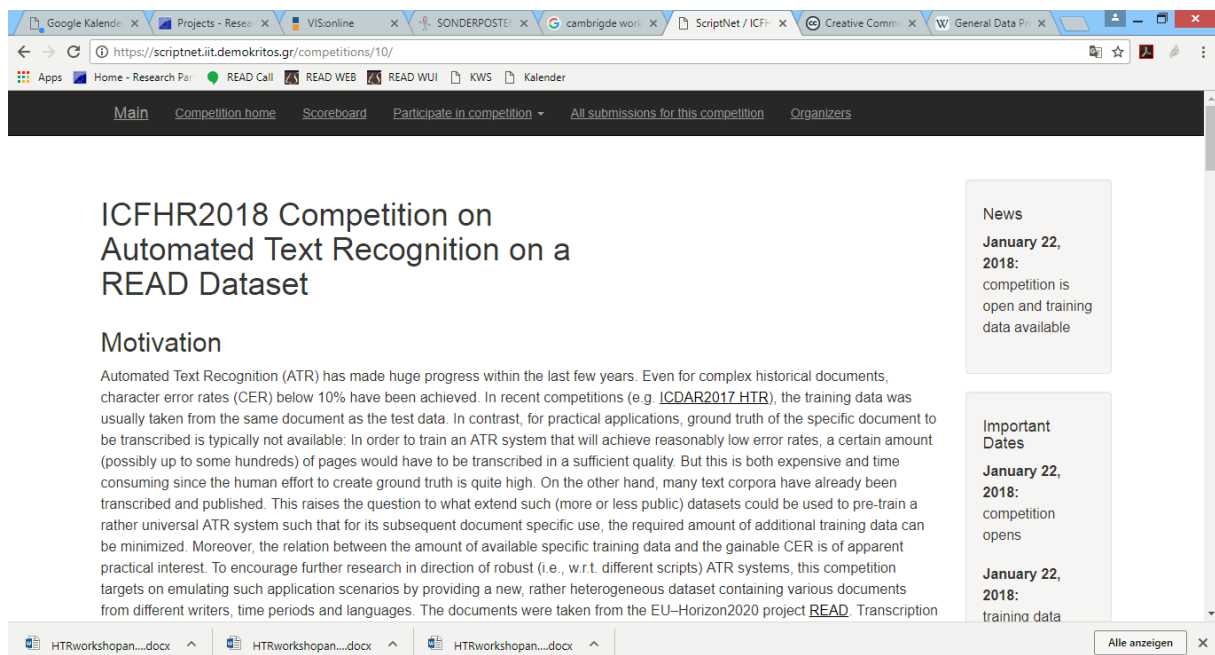 Google Kalende
Projects - Resea
VIS:online
SONDERPOSTE
cambrigde work
ScriptNet / ICFH
Creative Comm
General Data Pr
https://scriptnet.iit.demokritos.gr/competitions/10/
Apps Home - Research Par READ Call READ WEB READ WUI KWS Kalender
Main Competition home Scoreboard Participate in competition All submissions for this competition Organizers
ICFHR2018 Competition on
Automated Text Recognition on a
READ Dataset
Motivation
Automated Text Recognition (ATR) has made huge progress within the last few years. Even for complex historical documents,
character error rates (CER) below 10% have been achieved. In recent competitions (e.g. ICDAR2017 HTR), the training data was
usually taken from the same document as the test data. In contrast, for practical applications, ground truth of the specific document to
be transcribed is typically not available: In order to train an ATR system that will achieve reasonably low error rates, a certain amount
(possibly up to some hundreds) of pages would have to be transcribed in a sufficient quality. But this is both expensive and time
consuming since the human effort to create ground truth is quite high. On the other hand, many text corpora have already been
transcribed and published. This raises the question to what extend such (more or less public) datasets could be used to pre-train a
rather universal ATR system such that for its subsequent document specific use, the required amount of additional training data can
be minimized. Moreover, the relation between the amount of available specific training data and the gainable CER is of apparent
practical interest. To encourage further research in direction of robust (i.e., w.r.t. different scripts) ATR systems, this competition
targets on emulating such application scenarios by providing a new, rather heterogeneous dataset containing various documents
from different writers, time periods and languages. The documents were taken from the EU–Horizon2020 project READ. Transcription
News
January 22,
2018:
competition is
open and training
data available
Important
Dates
January 22,
2018:
competition
opens
January 22,
2018:
training data
HTRworkshopan....docx HTRworkshopan....docx HTRworkshopan....docx Alle anzeigen